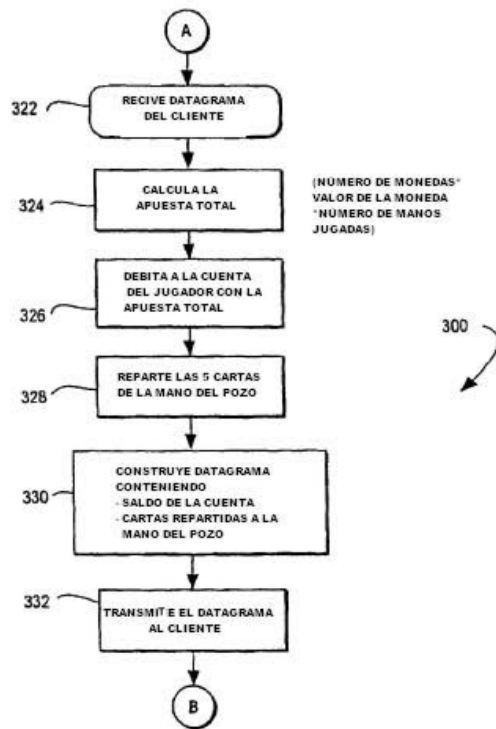 A
322
RECIVE DATAGRAMA
DEL CLIENTE
324
CALCULA LA
APUESTA TOTAL
(NÚMERO DE MONEDAS*
VALOR DE LA MONEDA
*NÚMERO DE MANOS
JUGADAS)
326
DEBITA A LA CUENTA
DEL JUGADOR CON LA
APUESTA TOTAL
300
328
REPARTE LAS 5 CARTAS
DE LA MANO DEL POZO
330
CONSTRUYE DATAGRAMA
CONTENIENDO
- SALDO DE LA CUENTA
- CARTAS REPARTIDAS A LA
MANO DEL POZO
332
TRANSMITE EL DATAGRAMA
AL CLIENTE
B